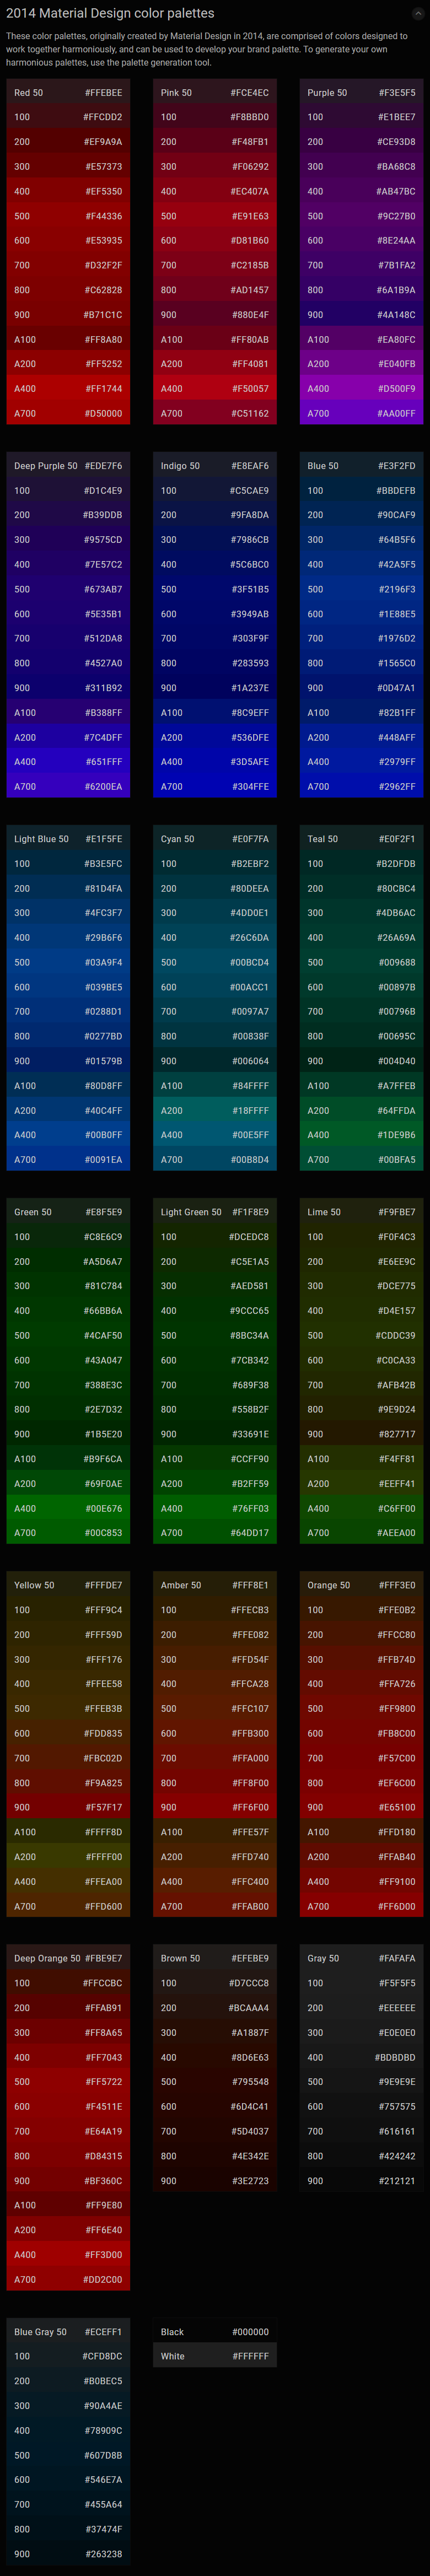 2014 Material Design color palettes
These color palettes, originally created by Material Design in 2014, are comprised of colors designed to
work together harmoniously, and can be used to develop your brand palette. To generate your own
harmonious palettes, use the palette generation tool.
Red 50 #FFEBEE
100 #FFCDD2
200 #EF9A9A
300 #E57373
400 #EF5350
500 #F44336
600 #E53935
700 #D32F2F
800 #C62828
900 #B71C1C
A100 #FF8A80
A200 #FF5252
A400 #FF1744
A700 #D50000
Pink 50 #FCE4EC
100 #F8BBD0
200 #F48FB1
300 #F06292
400 #EC407A
500 #E91E63
600 #D81B60
700 #C2185B
800 #AD1457
900 #880E4F
A100 #FF80AB
A200 #FF4081
A400 #F50057
A700 #C51162
Purple 50 #F3E5F5
100 #E1BEE7
200 #CE93D8
300 #BA68C8
400 #AB47BC
500 #9C27B0
600 #8E24AA
700 #7B1FA2
800 #6A1B9A
900 #4A148C
A100 #EA80FC
A200 #E040FB
A400 #D500F9
A700 #AA00FF
Deep Purple 50 #EDE7F6
100 #D1C4E9
200 #B39DDB
300 #9575CD
400 #7E57C2
500 #673AB7
600 #5E35B1
700 #512DA8
800 #4527A0
900 #311B92
A100 #B388FF
A200 #7C4DFF
A400 #651FFF
A700 #6200EA
Indigo 50 #E8EAF6
100 #C5CAE9
200 #9FA8DA
300 #7986CB
400 #5C6BC0
500 #3F51B5
600 #3949AB
700 #303F9F
800 #283593
900 #1A237E
A100 #8C9EFF
A200 #536DFE
A400 #3D5AFE
A700 #304FFE
Blue 50 #E3F2FD
100 #BBDEFB
200 #90CAF9
300 #64B5F6
400 #42A5F5
500 #2196F3
600 #1E88E5
700 #1976D2
800 #1565C0
900 #0D47A1
A100 #82B1FF
A200 #448AFF
A400 #2979FF
A700 #2962FF
Light Blue 50 #E1F5FE
100 #B3E5FC
200 #81D4FA
300 #4FC3F7
400 #29B6F6
500 #03A9F4
600 #039BE5
700 #0288D1
800 #0277BD
900 #01579B
A100 #80D8FF
A200 #40C4FF
A400 #00B0FF
A700 #0091EA
Cyan 50 #E0F7FA
100 #B2EBF2
200 #80DEEA
300 #4DD0E1
400 #26C6DA
500 #00BCD4
600 #00ACC1
700 #0097A7
800 #00838F
900 #006064
A100 #84FFFF
A200 #18FFFF
A400 #00E5FF
A700 #00B8D4
Teal 50 #E0F2F1
100 #B2DFDB
200 #80CBC4
300 #4DB6AC
400 #26A69A
500 #009688
600 #00897B
700 #00796B
800 #00695C
900 #004D40
A100 #A7FFEB
A200 #64FFDA
A400 #1DE9B6
A700 #00BFA5
Green 50 #E8F5E9
100 #C8E6C9
200 #A5D6A7
300 #81C784
400 #66BB6A
500 #4CAF50
600 #43A047
700 #388E3C
800 #2E7D32
900 #1B5E20
A100 #B9F6CA
A200 #69F0AE
A400 #00E676
A700 #00C853
Light Green 50 #F1F8E9
100 #DCEDC8
200 #C5E1A5
300 #AED581
400 #9CCC65
500 #8BC34A
600 #7CB342
700 #689F38
800 #558B2F
900 #33691E
A100 #CCFF90
A200 #B2FF59
A400 #76FF03
A700 #64DD17
Lime 50 #F9FBE7
100 #F0F4C3
200 #E6EE9C
300 #DCE775
400 #D4E157
500 #CDDC39
600 #C0CA33
700 #AFB42B
800 #9E9D24
900 #827717
A100 #F4FF81
A200 #EEFF41
A400 #C6FF00
A700 #AEEA00
Yellow 50 #FFFDE7
100 #FFF9C4
200 #FFF59D
300 #FFF176
400 #FFEE58
500 #FFEB3B
600 #FDD835
700 #FBC02D
800 #F9A825
900 #F57F17
A100 #FFFF8D
A200 #FFFF00
A400 #FFEA00
A700 #FFD600
Amber 50 #FFF8E1
100 #FFECB3
200 #FFE082
300 #FFD54F
400 #FFCA28
500 #FFC107
600 #FFB300
700 #FFA000
800 #FF8F00
900 #FF6F00
A100 #FFE57F
A200 #FFD740
A400 #FFC400
A700 #FFAB00
Orange 50 #FFF3E0
100 #FFE0B2
200 #FFCC80
300 #FFB74D
400 #FFA726
500 #FF9800
600 #FB8C00
700 #F57C00
800 #EF6C00
900 #E65100
A100 #FFD180
A200 #FFAB40
A400 #FF9100
A700 #FF6D00
Deep Orange 50 #FBE9E7
100 #FFCCBC
200 #FFAB91
300 #FF8A65
400 #FF7043
500 #FF5722
600 #F4511E
700 #E64A19
800 #D84315
900 #BF360C
A100 #FF9E80
A200 #FF6E40
A400 #FF3D00
A700 #DD2C00
Brown 50 #EFEBE9
100 #D7CCC8
200 #BCAAA4
300 #A1887F
400 #8D6E63
500 #795548
600 #6D4C41
700 #5D4037
800 #4E342E
900 #3E2723
Gray 50 #FAFAFA
100 #F5F5F5
200 #EEEEEE
300 #E0E0E0
400 #BDBDBD
500 #9E9E9E
600 #757575
700 #616161
800 #424242
900 #212121
Blue Gray 50 #ECEFF1
100 #CFD8DC
200 #B0BEC5
300 #90A4AE
400 #78909C
500 #607D8B
600 #546E7A
700 #455A64
800 #37474F
900 #263238
Black #000000
White #FFFFFF